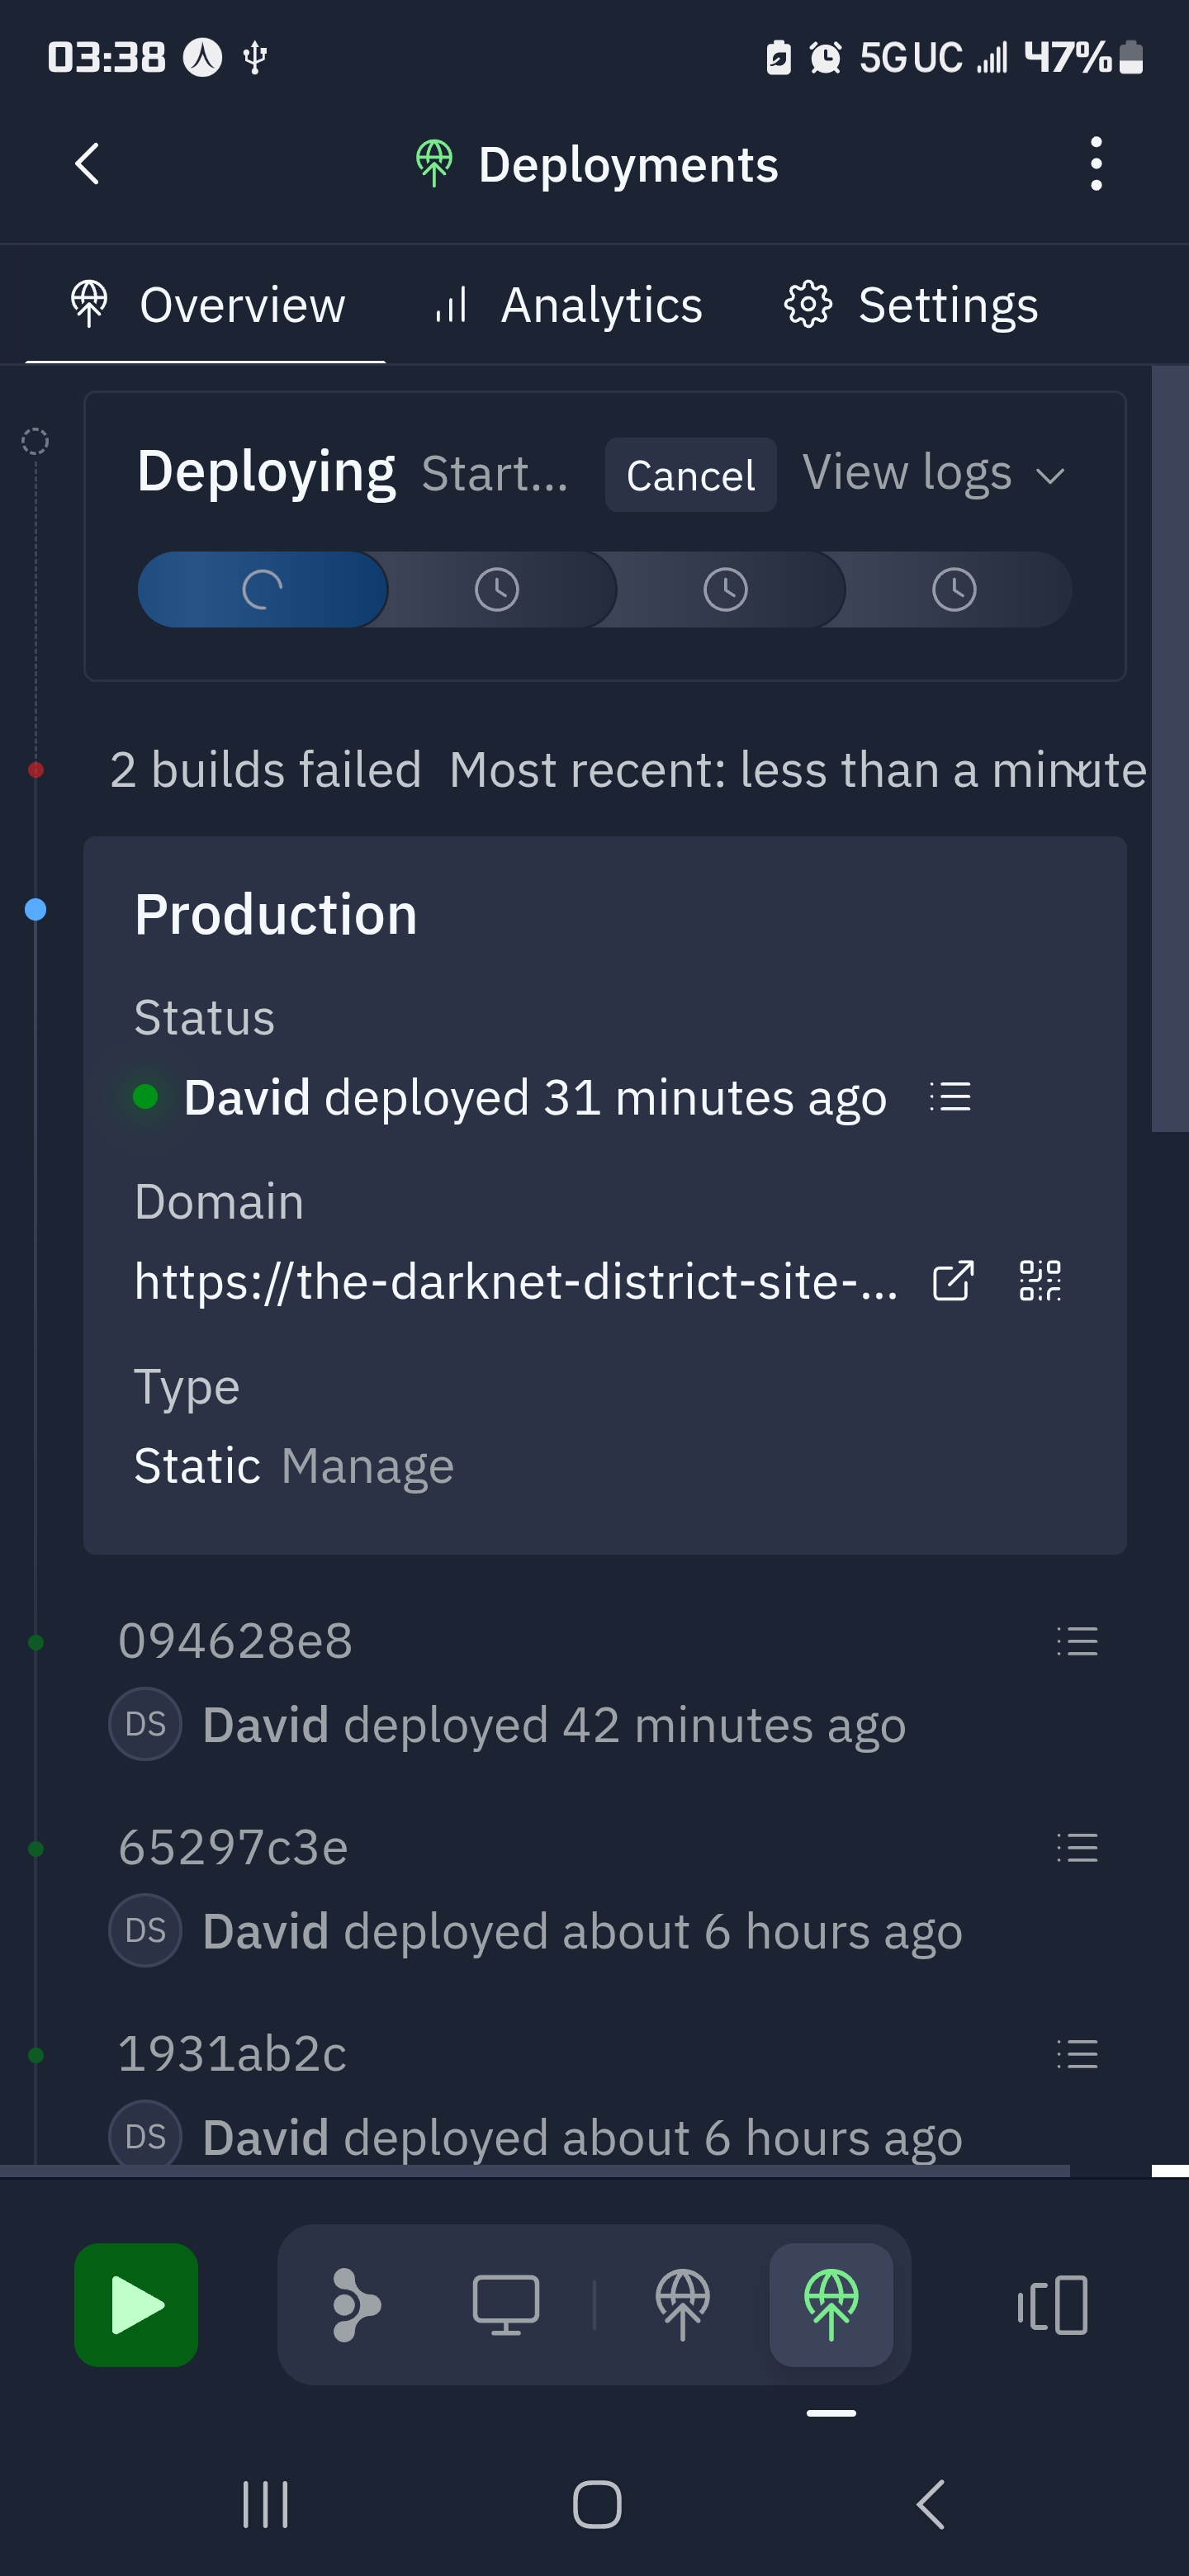 03:38 5G UC 47%
Deployments
Overview Analytics Settings
Deploying Start... Cancel View logs
2 builds failed Most recent: less than a minute
Production
Status
David deployed 31 minutes ago
Domain
https://the-darknet-district-site-...
Type
Static Manage
094628e8
DS David deployed 42 minutes ago
65297c3e
DS David deployed about 6 hours ago
1931ab2c
DS David deployed about 6 hours ago